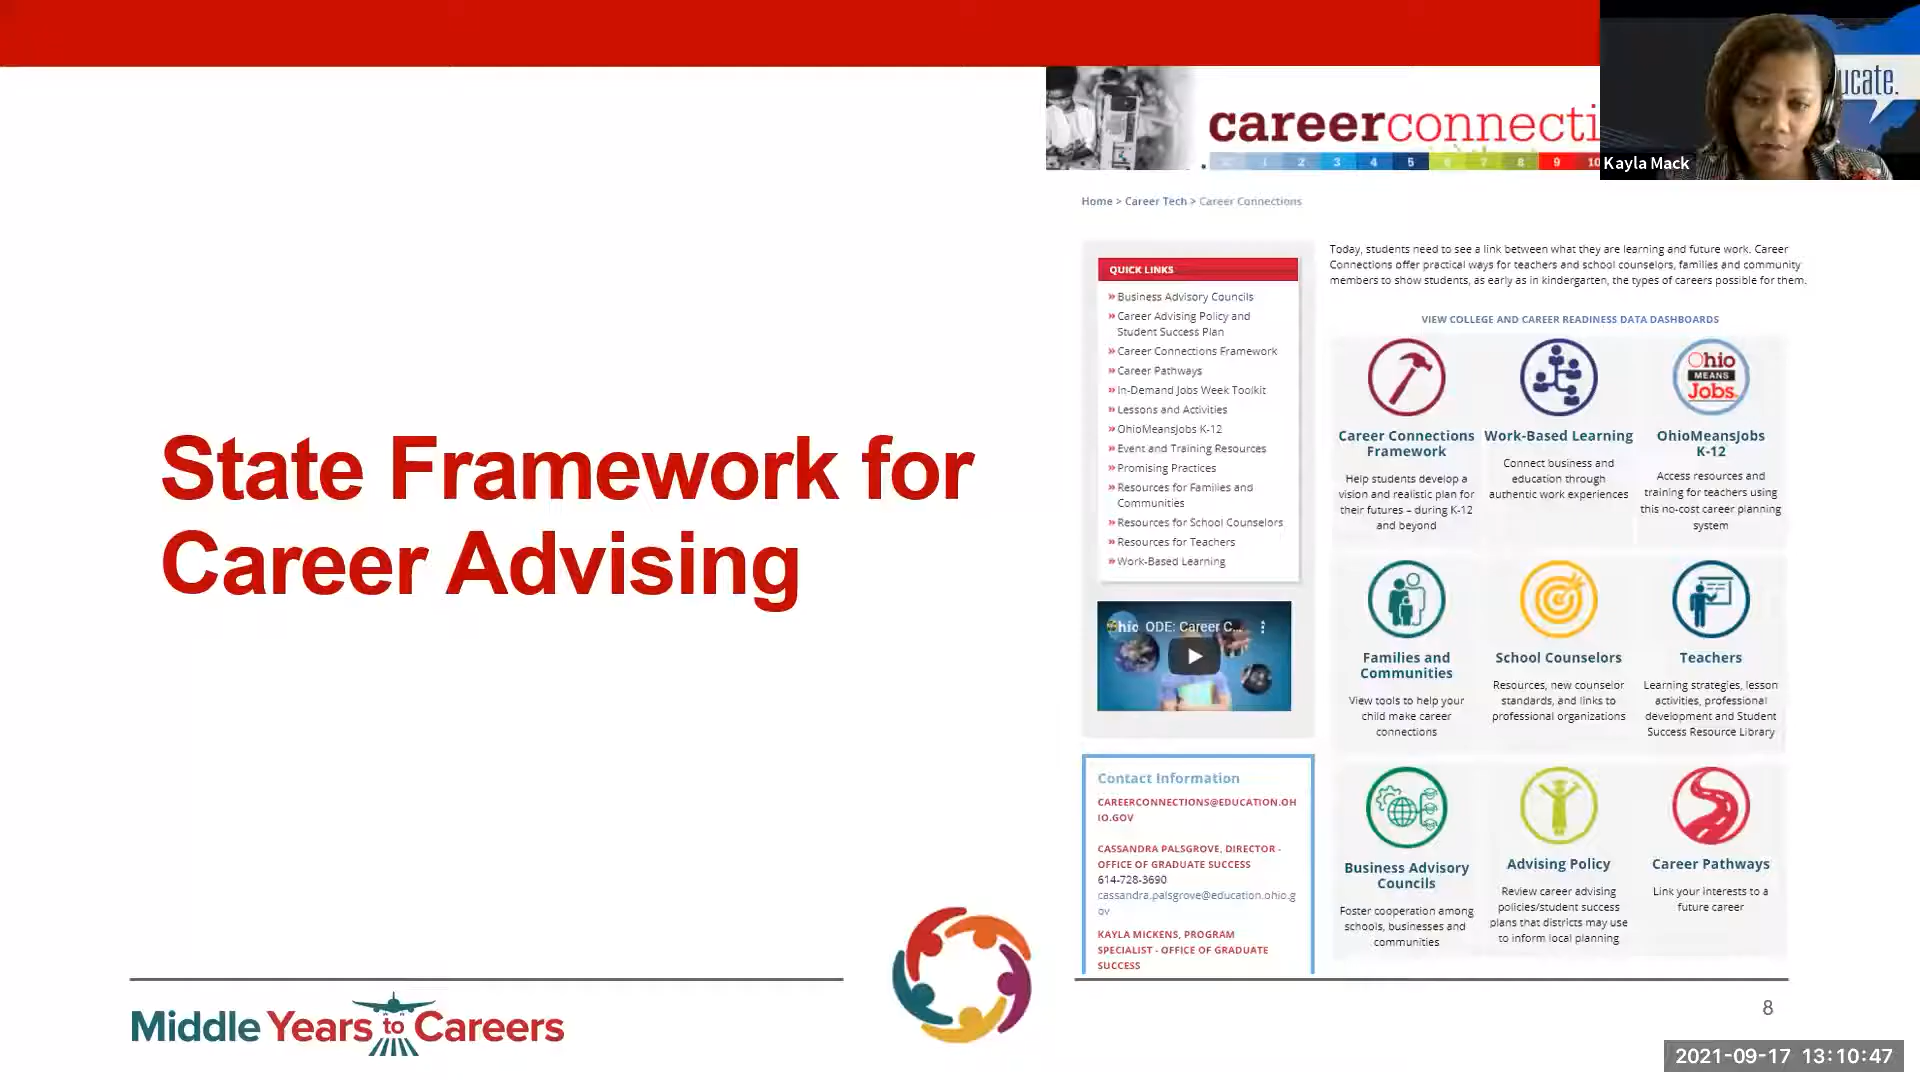 careerconnecti
1 2 3 4 5 6 7 8 9 10
ucate.
Kayla Mack
Home > Career Tech > Career Connections
State Framework for
Career Advising
QUICK LINKS
» Business Advisory Councils
» Career Advising Policy and
Student Success Plan
» Career Connections Framework
» Career Pathways
» In-Demand Jobs Week Toolkit
» Lessons and Activities
» OhioMeansJobs K-12
» Event and Training Resources
» Promising Practices
» Resources for Families and
Communities
» Resources for School Counselors
» Resources for Teachers
» Work-Based Learning
Ohio ODE: Career C...
Contact Information
CAREERCONNECTIONS@EDUCATION.OH
IO.GOV
CASSANDRA PALSGROVE, DIRECTOR -
OFFICE OF GRADUATE SUCCESS
614-728-3690
cassandra.palsgrove@education.ohio.g
ov
KAYLA MICKENS, PROGRAM
SPECIALIST - OFFICE OF GRADUATE
SUCCESS
Today, students need to see a link between what they are learning and future work. Career
Connections offer practical ways for teachers and school counselors, families and community
members to show students, as early as in kindergarten, the types of careers possible for them.
VIEW COLLEGE AND CAREER READINESS DATA DASHBOARDS
Career Connections
Framework
Help students develop a
vision and realistic plan for
their futures – during K-12
and beyond
Work-Based Learning
Connect business and
education through
authentic work experiences
Ohio
MEANS
Jobs
OhioMeansJobs
K-12
Access resources and
training for teachers using
this no-cost career planning
system
Families and
Communities
View tools to help your
child make career
connections
School Counselors
Resources, new counselor
standards, and links to
professional organizations
Teachers
Learning strategies, lesson
activities, professional
development and Student
Success Resource Library
Business Advisory
Councils
Foster cooperation among
schools, businesses and
communities
Advising Policy
Review career advising
policies/student success
plans that districts may use
to inform local planning
Career Pathways
Link your interests to a
future career
Middle Years to Careers
8
2021-09-17 13:10:47